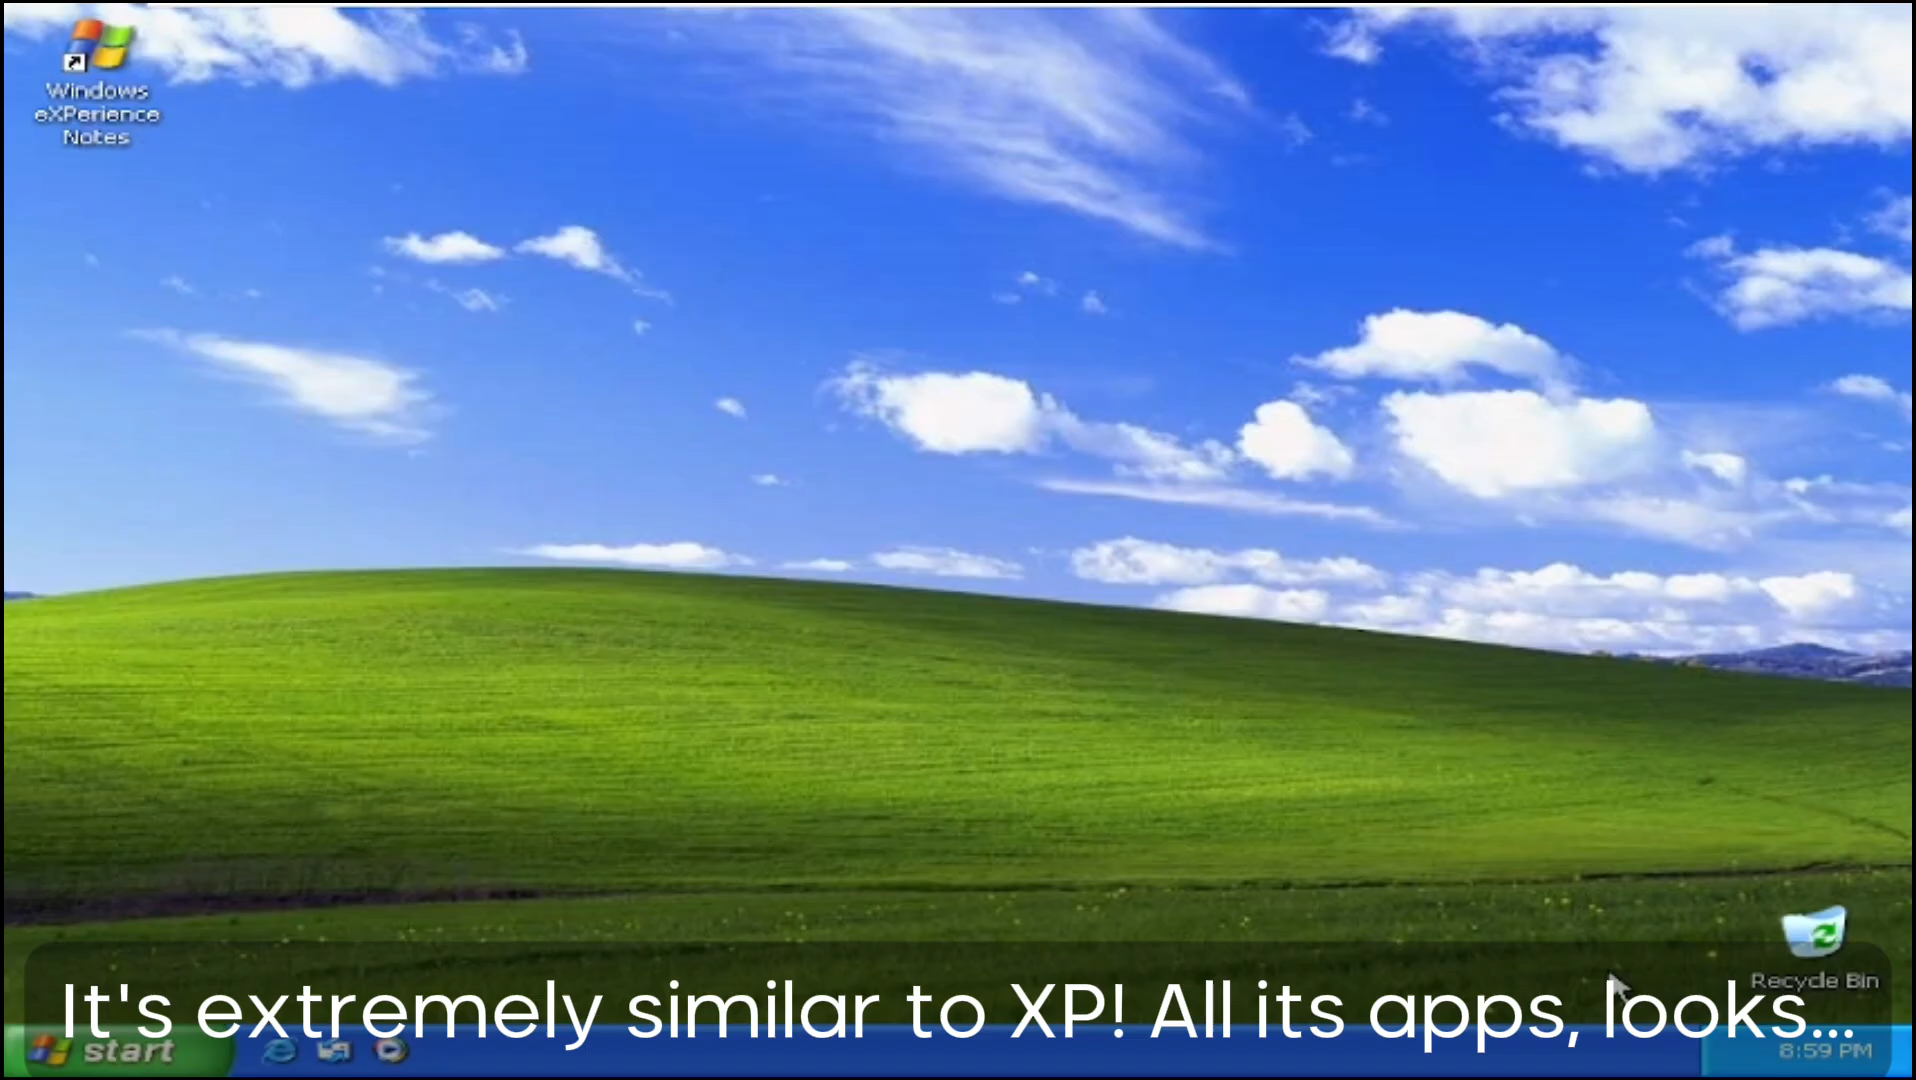 Windows
eXPerience
Notes
Recycle Bin
It's extremely similar to XP! All its apps, looks...
start
8:59 PM